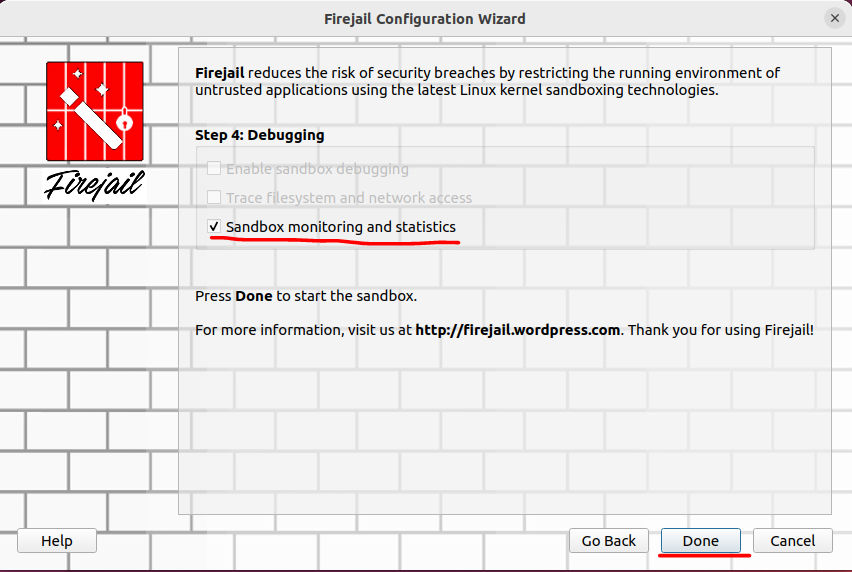 Firejail Configuration Wizard
Firejail reduces the risk of security breaches by restricting the running environment of
untrusted applications using the latest Linux kernel sandboxing technologies.
Firejail
Step 4: Debugging
Enable sandbox debugging
Trace filesystem and network access
Sandbox monitoring and statistics
Press Done to start the sandbox.
For more information, visit us at http://firejail.wordpress.com. Thank you for using Firejail!
Help
Go Back
Done
Cancel